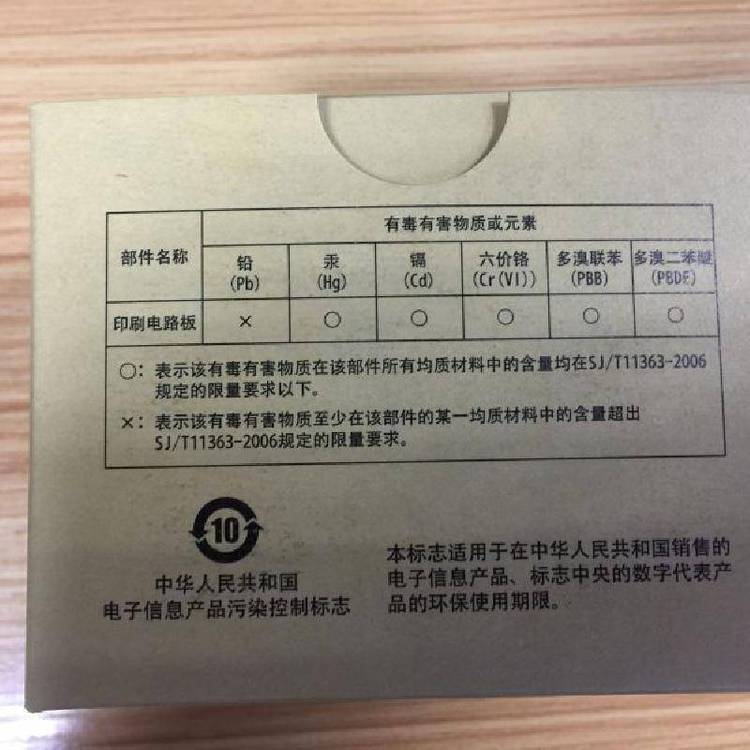 有毒有害物质或元素
部件名称
铅 汞 镉 六价铬 多溴联苯 多溴二苯醚
(Pb) (Hg) (Cd) (Cr(VI)) (PBB) (PBDE)
印刷电路板 × ○ ○ ○ ○ ○
○：表示该有毒有害物质在该部件所有均质材料中的含量均在SJ/T11363-2006
规定的限量要求以下。
×：表示该有毒有害物质至少在该部件的某一均质材料中的含量超出
SJ/T11363-2006规定的限量要求。
10
中华人民共和国
电子信息产品污染控制标志
本标志适用于在中华人民共和国销售的
电子信息产品、标志中央的数字代表产
品的环保使用期限。